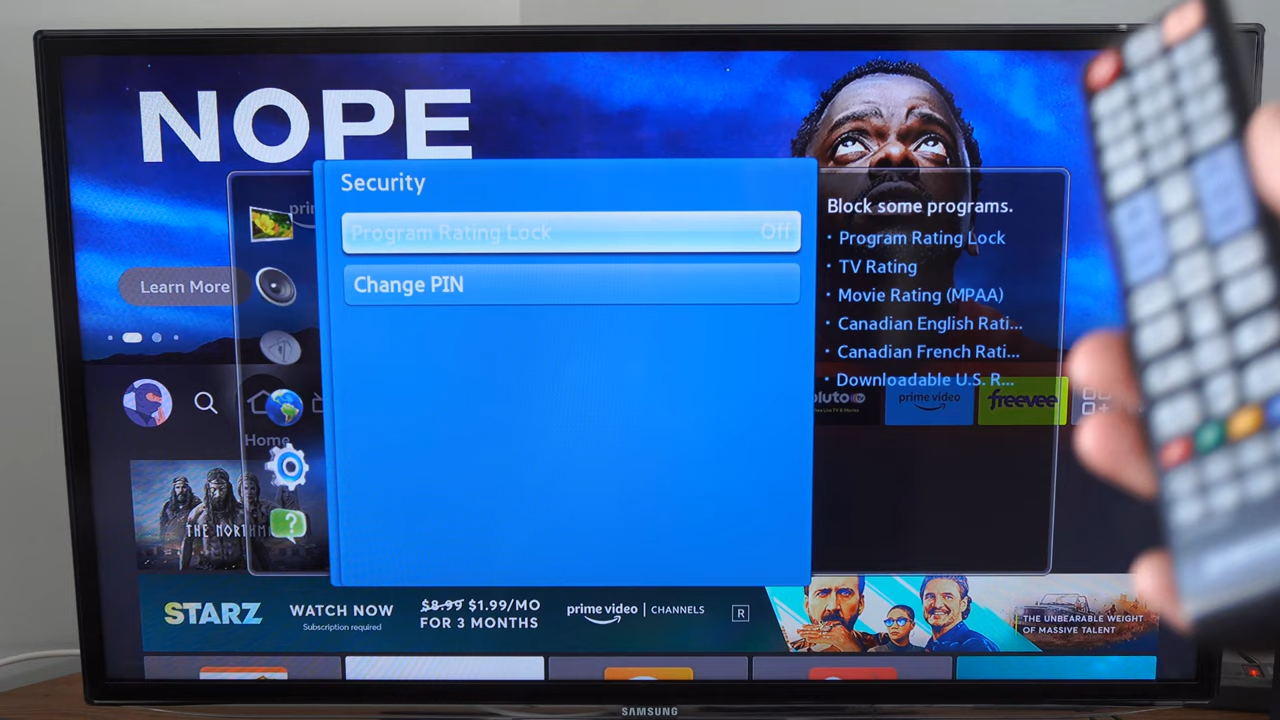 NOPE
Security
Block some programs.
Program Rating Lock Off
Change PIN
· Program Rating Lock
· TV Rating
· Movie Rating (MPAA)
· Canadian English Rati...
· Canadian French Rati...
· Downloadable U.S. R...
Learn More
prime video
freevee
Home
THE NORTHM
STARZ
WATCH NOW
Subscription required
$8.99 $1.99/MO
FOR 3 MONTHS
prime video | CHANNELS
R
THE UNBEARABLE WEIGHT
OF MASSIVE TALENT
SAMSUNG